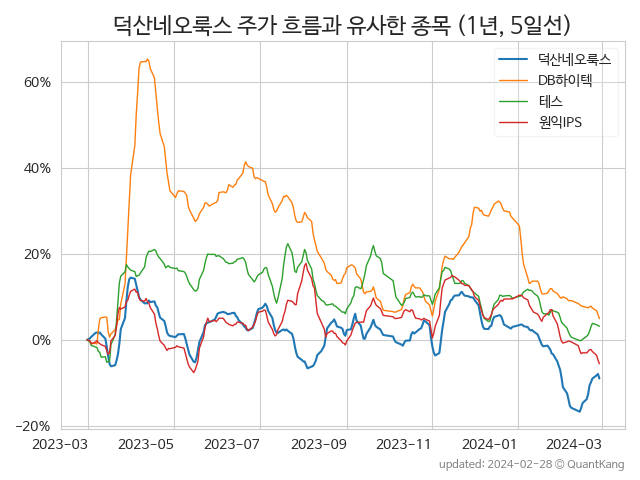 덕산네오룩스 주가 흐름과 유사한 종목 (1년, 5일선)
덕산네오룩스
DB하이텍
테스
원익IPS
60%
40%
20%
0%
−20%
2023-03 2023-05 2023-07 2023-09 2023-11 2024-01 2024-03
updated: 2024-02-28 © QuantKang